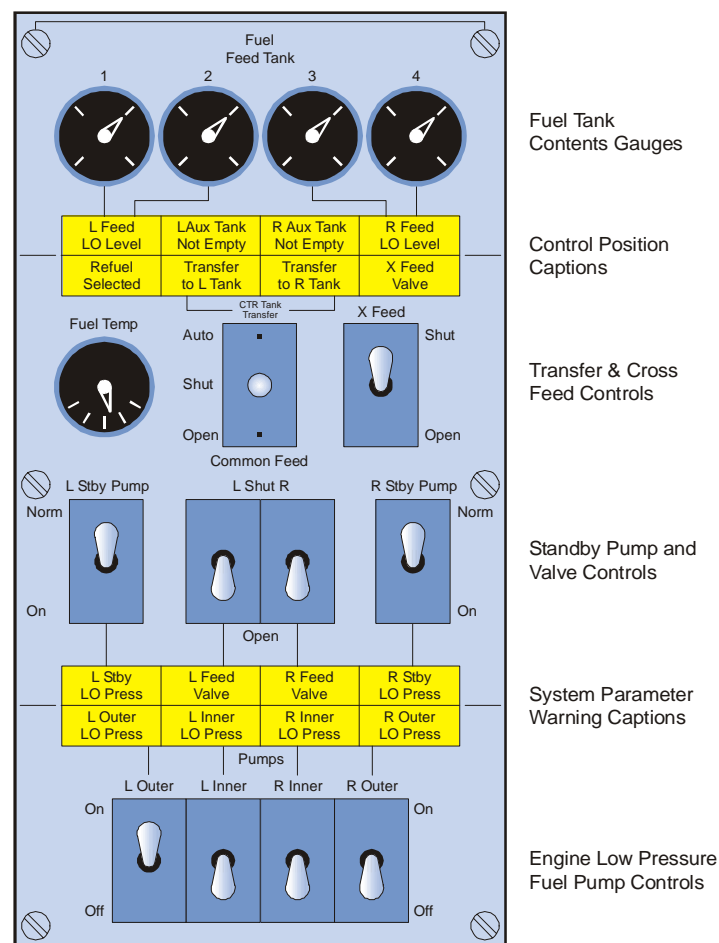 Fuel
Feed Tank
1 2 3 4
Fuel Tank
Contents Gauges
L Feed
LO Level
LAux Tank
Not Empty
R Aux Tank
Not Empty
R Feed
LO Level
Refuel
Selected
Transfer
to L Tank
Transfer
to R Tank
X Feed
Valve
Control Position
Captions
CTR Tank
Transfer
Fuel Temp
Auto
Shut
Open
X Feed
Shut
Open
Transfer & Cross
Feed Controls
Common Feed
L Stby Pump
Norm
On
L Shut R
Open
R Stby Pump
Norm
On
Standby Pump and
Valve Controls
L Stby
LO Press
L Feed
Valve
R Feed
Valve
R Stby
LO Press
L Outer
LO Press
L Inner
LO Press
R Inner
LO Press
R Outer
LO Press
System Parameter
Warning Captions
Pumps
L Outer L Inner R Inner R Outer
On
Off
On
Off
Engine Low Pressure
Fuel Pump Controls